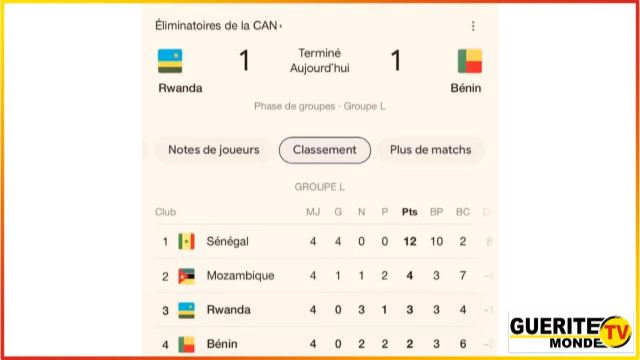 Éliminatoires de la CAN ›
1 Terminé 1
Aujourd'hui
Rwanda Bénin
Phase de groupes · Groupe L
Notes de joueurs Classement Plus de matchs
GROUPE L
Club MJ G N P Pts BP BC
1 Sénégal 4 4 0 0 12 10 2 8
2 Mozambique 4 1 1 2 4 3 7
3 Rwanda 4 0 3 1 3 3 4 -1
4 Bénin 4 0 2 2 2 3 6
GUERITE TV
MONDE